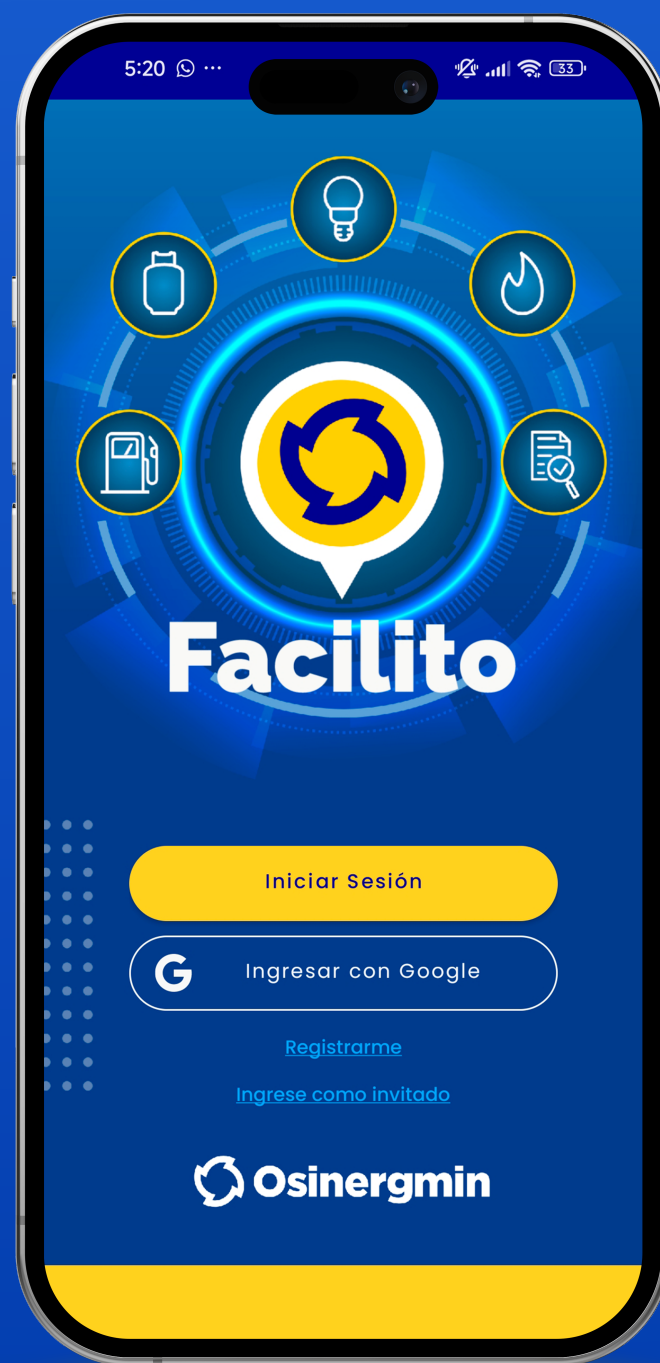 5:20
33
Facilito
Iniciar Sesión
G Ingresar con Google
Registrarme
Ingrese como invitado
Osinergmin